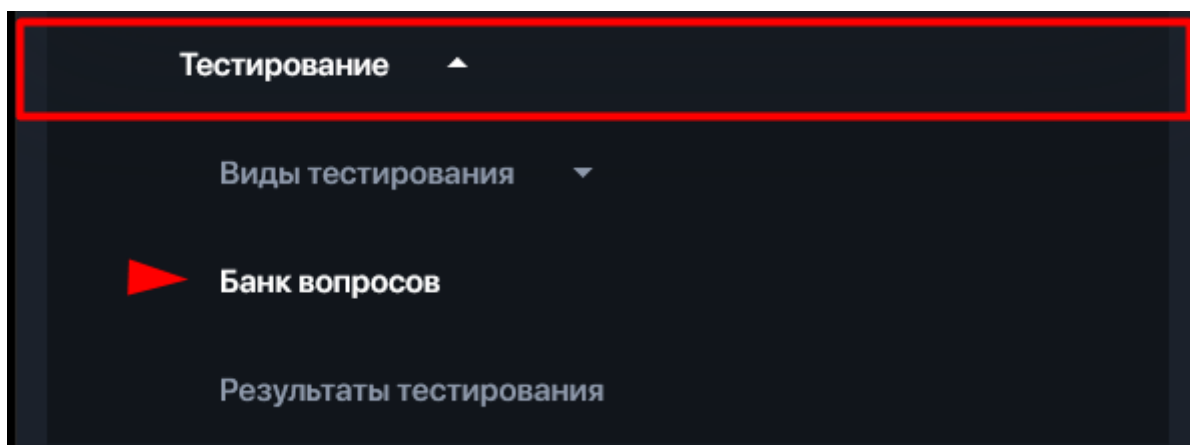 Тестирование
Виды тестирования
Банк вопросов
Результаты тестирования